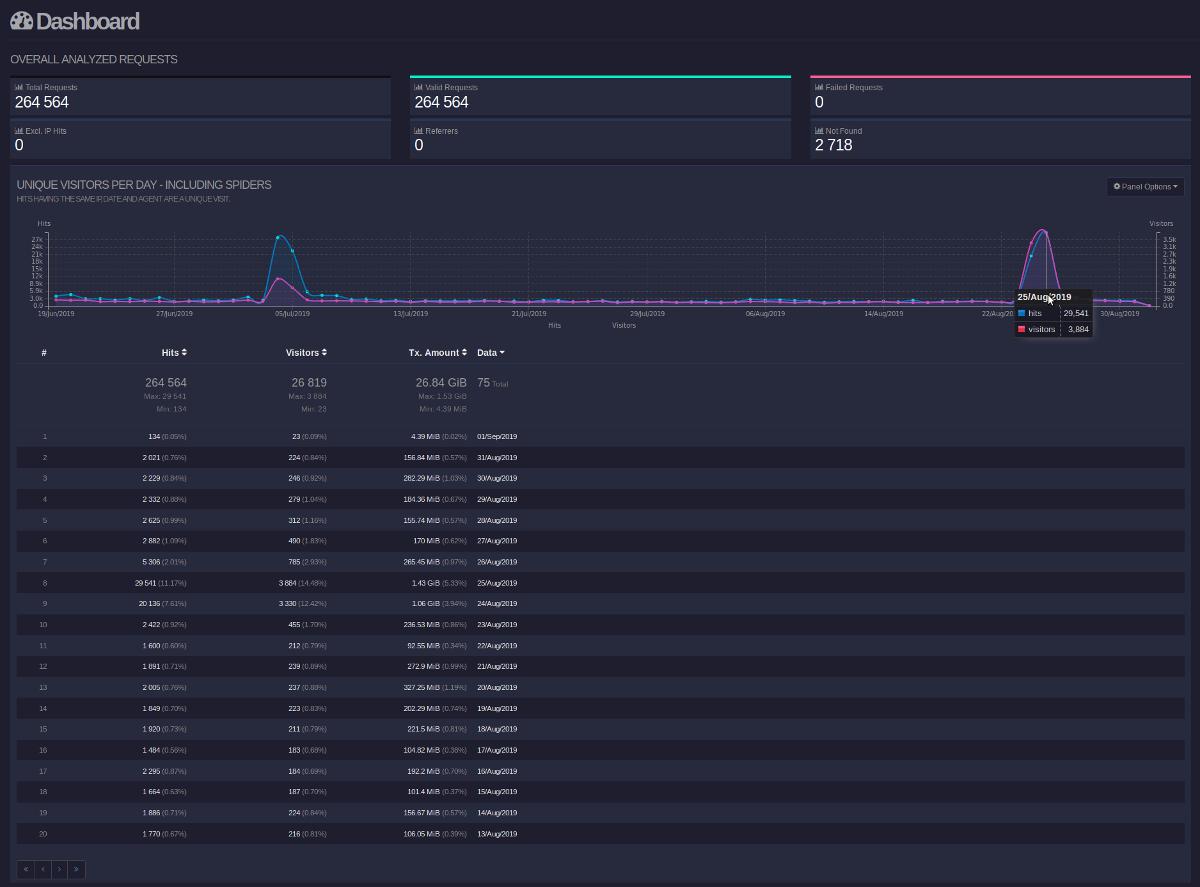 Dashboard
OVERALL ANALYZED REQUESTS
Total Requests
264 564
Valid Requests
264 564
Failed Requests
0
Excl. IP Hits
0
Referrers
0
Not Found
2 718
UNIQUE VISITORS PER DAY - INCLUDING SPIDERS
HITS HAVING THE SAME IP, DATE AND AGENT ARE A UNIQUE VISIT.
Panel Options
Hits Visitors
27k 3.5k
24k 3.1k
21k 2.7k
18k 2.3k
15k 1.9k
12k 1.6k
8.9k 1.2k
5.9k 780
3.0k 390
0.0 0.0
19/Jun/2019 27/Jun/2019 05/Jul/2019 13/Jul/2019 21/Jul/2019 29/Jul/2019 06/Aug/2019 14/Aug/2019 22/Aug/20 30/Aug/2019
Hits Visitors
25/Aug/2019
hits 29,541
visitors 3,884
# Hits Visitors Tx. Amount Data
264 564 26 819 26.84 GiB 75 Total
Max: 29 541 Max: 3 884 Max: 1.53 GiB
Min: 134 Min: 23 Min: 4.39 MiB
1 134 (0.05%) 23 (0.09%) 4.39 MiB (0.02%) 01/Sep/2019
2 2 021 (0.76%) 224 (0.84%) 156.84 MiB (0.57%) 31/Aug/2019
3 2 229 (0.84%) 246 (0.92%) 282.29 MiB (1.03%) 30/Aug/2019
4 2 332 (0.88%) 279 (1.04%) 184.36 MiB (0.67%) 29/Aug/2019
5 2 625 (0.99%) 312 (1.16%) 155.74 MiB (0.57%) 28/Aug/2019
6 2 882 (1.09%) 490 (1.83%) 170 MiB (0.62%) 27/Aug/2019
7 5 306 (2.01%) 785 (2.93%) 265.45 MiB (0.97%) 26/Aug/2019
8 29 541 (11.17%) 3 884 (14.48%) 1.43 GiB (5.33%) 25/Aug/2019
9 20 136 (7.61%) 3 330 (12.42%) 1.06 GiB (3.94%) 24/Aug/2019
10 2 422 (0.92%) 455 (1.70%) 236.53 MiB (0.86%) 23/Aug/2019
11 1 600 (0.60%) 212 (0.79%) 92.55 MiB (0.34%) 22/Aug/2019
12 1 891 (0.71%) 239 (0.89%) 272.9 MiB (0.99%) 21/Aug/2019
13 2 005 (0.76%) 237 (0.88%) 327.25 MiB (1.19%) 20/Aug/2019
14 1 849 (0.70%) 223 (0.83%) 202.29 MiB (0.74%) 19/Aug/2019
15 1 920 (0.73%) 211 (0.79%) 221.5 MiB (0.81%) 18/Aug/2019
16 1 484 (0.56%) 183 (0.68%) 104.82 MiB (0.38%) 17/Aug/2019
17 2 295 (0.87%) 184 (0.69%) 192.2 MiB (0.70%) 16/Aug/2019
18 1 664 (0.63%) 187 (0.70%) 101.4 MiB (0.37%) 15/Aug/2019
19 1 886 (0.71%) 224 (0.84%) 156.67 MiB (0.57%) 14/Aug/2019
20 1 770 (0.67%) 216 (0.81%) 106.05 MiB (0.39%) 13/Aug/2019
« ‹ › »